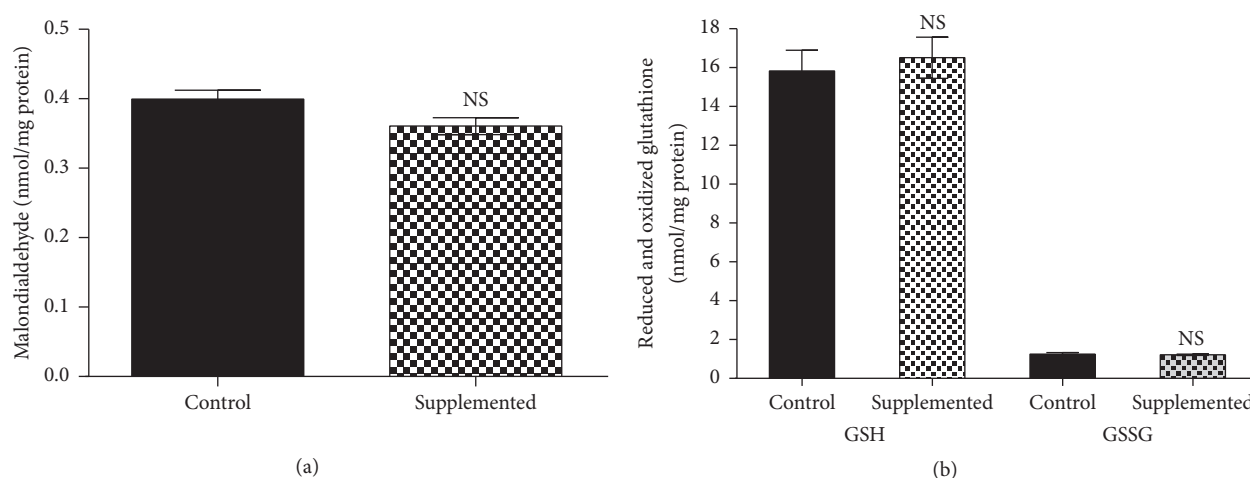 Malondialdehyde (nmol/mg protein)
0.5
0.4
0.3
0.2
0.1
0.0
NS
Control
Supplemented
(a)
Reduced and oxidized glutathione
(nmol/mg protein)
18
16
14
12
10
8
6
4
2
0
NS
NS
Control
Supplemented
Control
Supplemented
GSH
GSSG
(b)